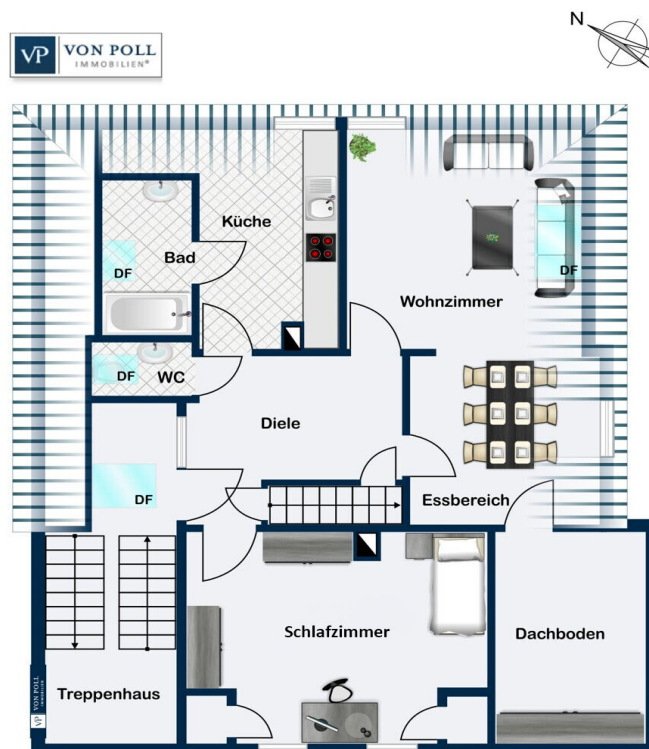 N
VP VON POLL
IMMOBILIEN®
Küche
Bad
DF
Wohnzimmer
DF
DF
WC
Diele
DF
Essbereich
Schlafzimmer
Dachboden
Treppenhaus
VP VON POLL
IMMOBILIEN